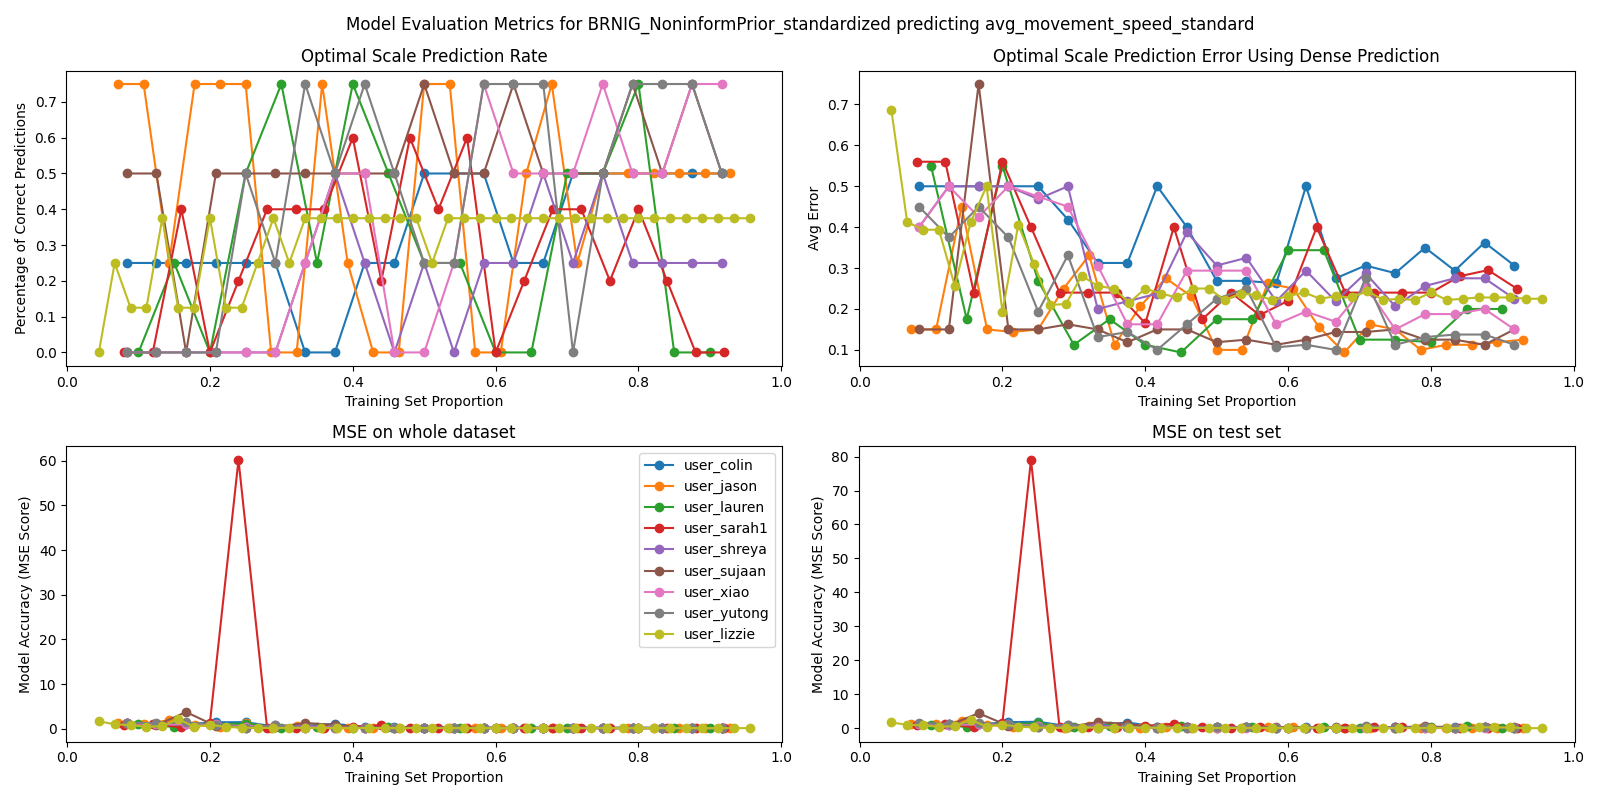 Model Evaluation Metrics for BRNIG_NoninformPrior_standardized predicting avg_movement_speed_standard
Optimal Scale Prediction Rate
Percentage of Correct Predictions
0.7
0.6
0.5
0.4
0.3
0.2
0.1
0.0
0.0 0.2 0.4 0.6 0.8 1.0
Training Set Proportion
Optimal Scale Prediction Error Using Dense Prediction
Avg Error
0.7
0.6
0.5
0.4
0.3
0.2
0.1
0.0 0.2 0.4 0.6 0.8 1.0
Training Set Proportion
MSE on whole dataset
Model Accuracy (MSE Score)
60
50
40
30
20
10
0
0.0 0.2 0.4 0.6 0.8 1.0
Training Set Proportion
user_colin
user_jason
user_lauren
user_sarah1
user_shreya
user_sujaan
user_xiao
user_yutong
user_lizzie
MSE on test set
Model Accuracy (MSE Score)
80
70
60
50
40
30
20
10
0
0.0 0.2 0.4 0.6 0.8 1.0
Training Set Proportion